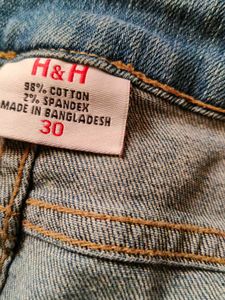 H&H
98% COTTON
2% SPANDEX
MADE IN BANGLADESH
30